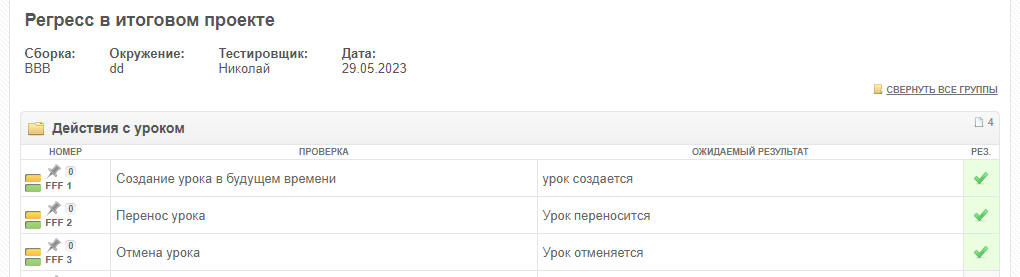 Регресс в итоговом проекте
Сборка: Окружение: Тестировщик: Дата:
BBB dd Николай 29.05.2023
СВЕРНУТЬ ВСЕ ГРУППЫ
Действия с уроком 4
НОМЕР ПРОВЕРКА ОЖИДАЕМЫЙ РЕЗУЛЬТАТ РЕЗ.
0
FFF 1 Создание урока в будущем времени урок создается
0
FFF 2 Перенос урока Урок переносится
0
FFF 3 Отмена урока Урок отменяется